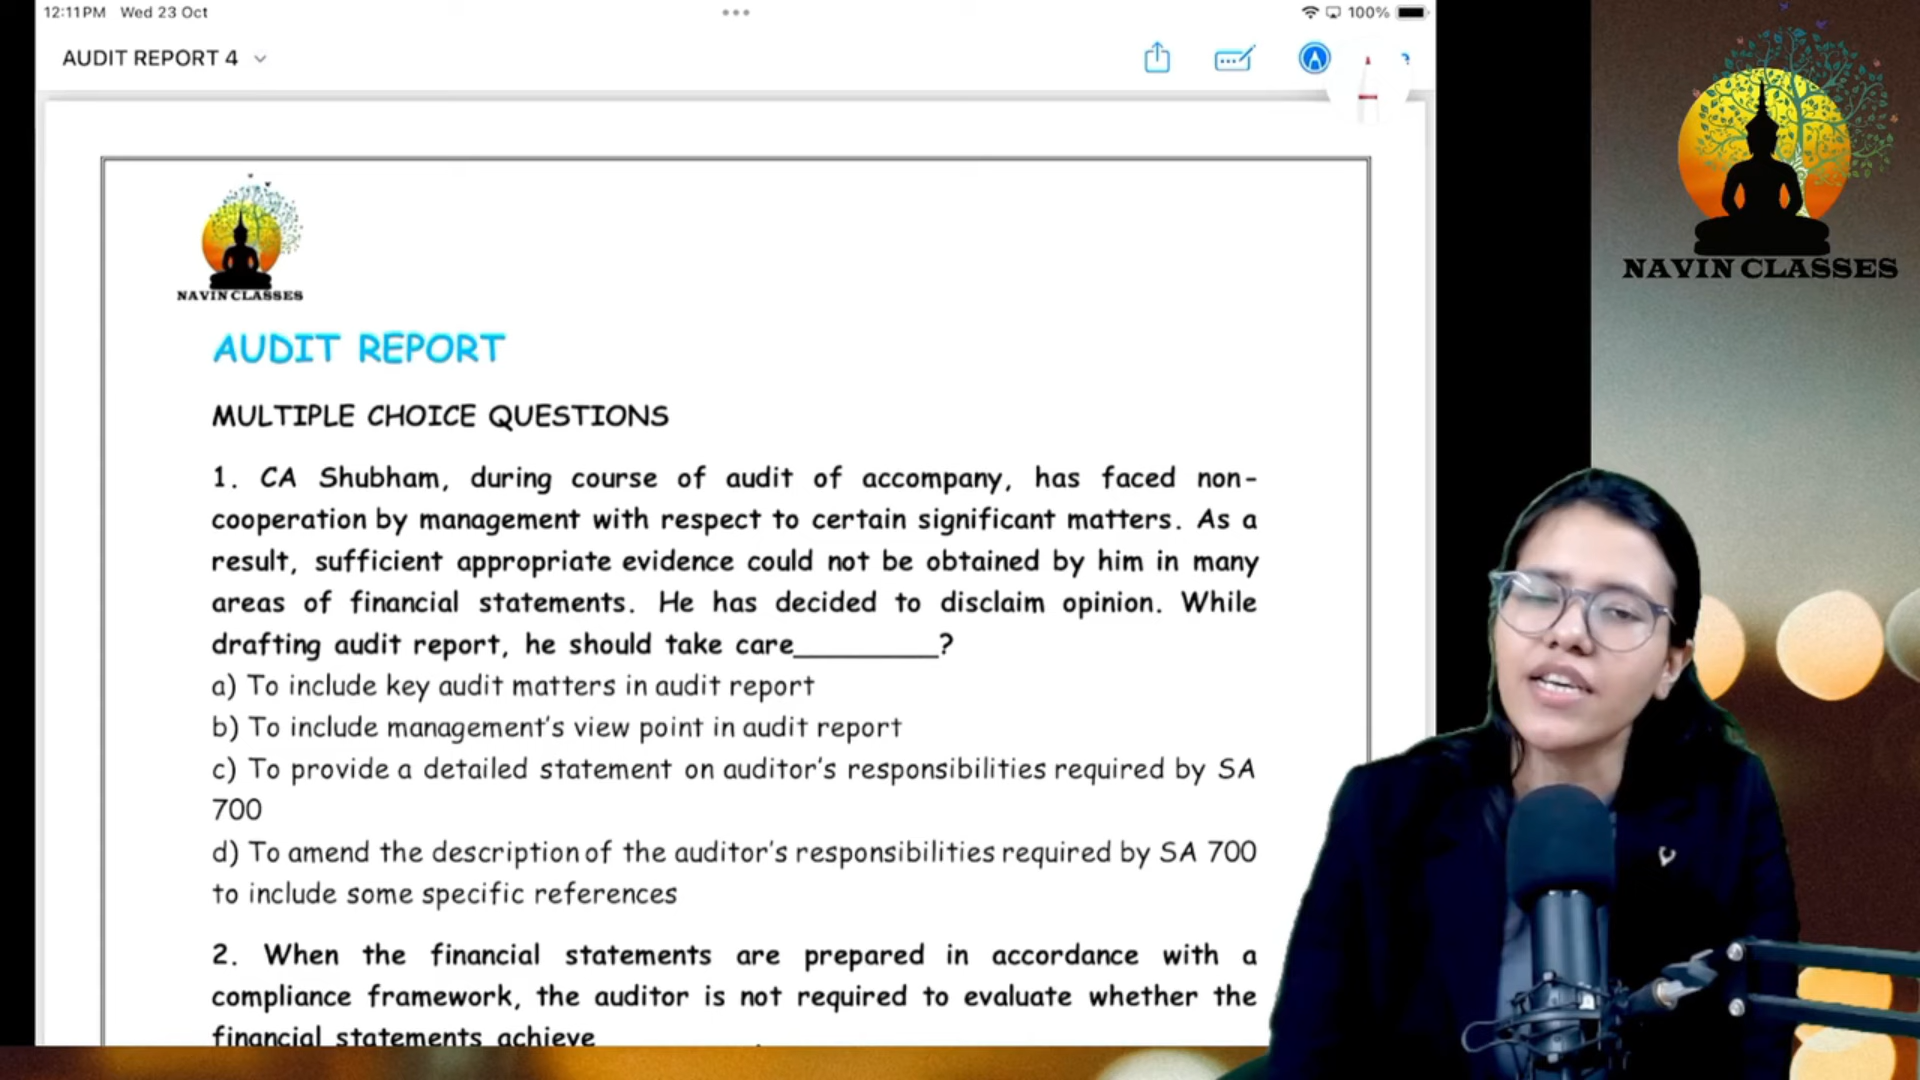 12:11PM Wed 23 Oct
100%
AUDIT REPORT 4
NAVIN CLASSES
NAVIN CLASSES
AUDIT REPORT
MULTIPLE CHOICE QUESTIONS
1. CA Shubham, during course of audit of accompany, has faced non-
cooperation by management with respect to certain significant matters. As a
result, sufficient appropriate evidence could not be obtained by him in many
areas of financial statements. He has decided to disclaim opinion. While
drafting audit report, he should take care_________?
a) To include key audit matters in audit report
b) To include management's view point in audit report
c) To provide a detailed statement on auditor's responsibilities required by SA
700
d) To amend the description of the auditor's responsibilities required by SA 700
to include some specific references
2. When the financial statements are prepared in accordance with a
compliance framework, the auditor is not required to evaluate whether the
financial statements achieve